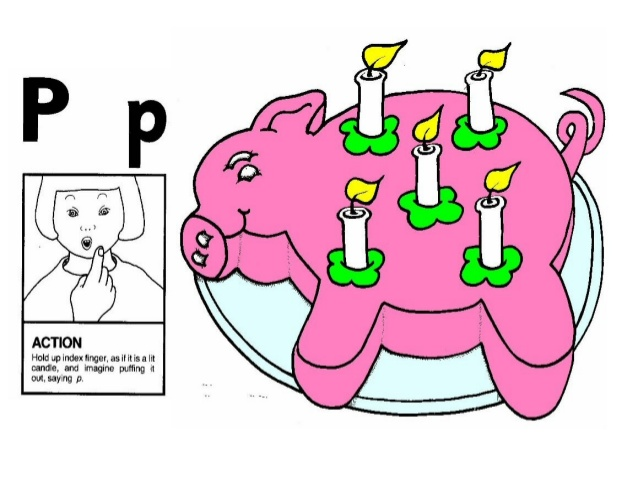 P p
ACTION
Hold up index finger, as if it is a lit
candle, and imagine puffing it
out, saying p.